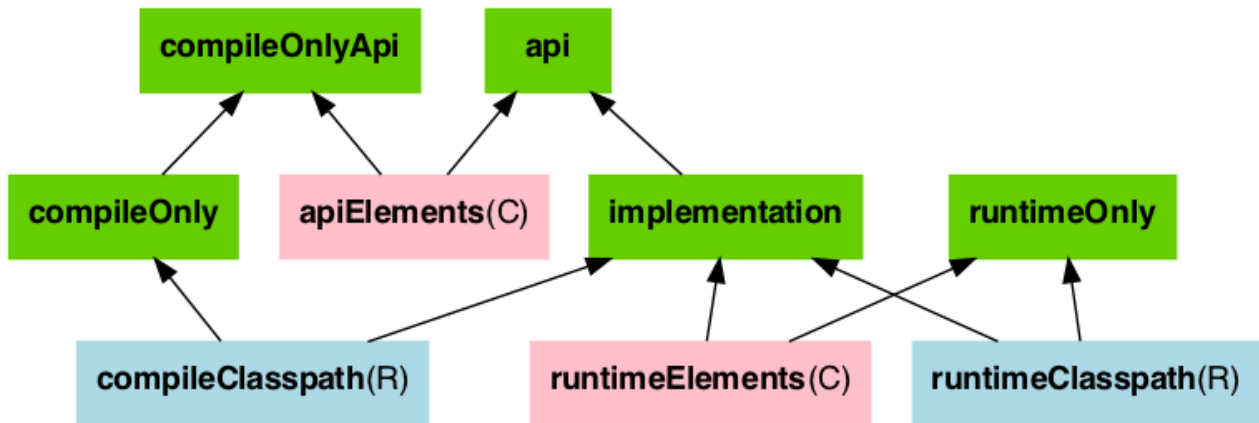 compileOnlyApi
api
compileOnly
apiElements(C)
implementation
runtimeOnly
compileClasspath(R)
runtimeElements(C)
runtimeClasspath(R)